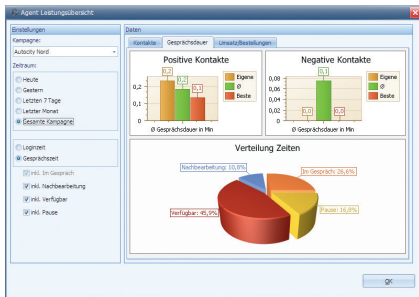 Agent Leistungsübersicht
Einstellungen
Kampagne:
Autocity Nord
Zeitraum:
Heute
Gestern
Letzten 7 Tage
Letzter Monat
Gesamte Kampagne
Loginzeit
Gesprächszeit
inkl. Im Gespräch
inkl. Nachbearbeitung
inkl. Verfügbar
inkl. Pause
Daten
Kontakte
Gesprächsdauer
Umsatz/Bestellungen
Positive Kontakte
0,2
0,1
0
0,2
0,2
0,1
Eigene
Ø
Beste
Ø Gesprächsdauer in Min
Negative Kontakte
0,08
0,06
0,04
0,02
0
0,0
0,1
0,0
Eigene
Ø
Beste
Ø Gesprächsdauer in Min
Verteilung Zeiten
Nachbearbeitung: 10,8%
Im Gespräch: 26,6%
Verfügbar: 45,9%
Pause: 16,8%
OK